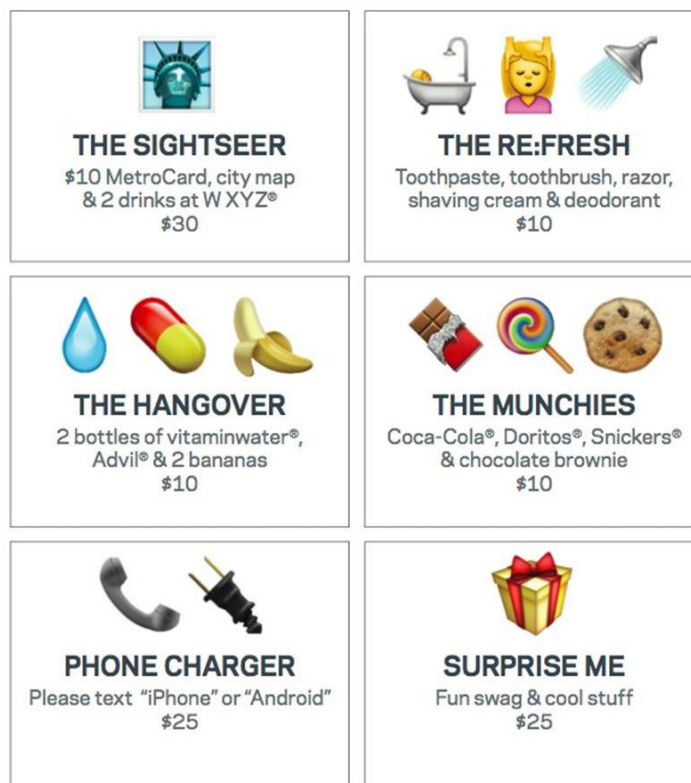 THE SIGHTSEER
$10 MetroCard, city map
& 2 drinks at W XYZ®
$30
THE RE:FRESH
Toothpaste, toothbrush, razor,
shaving cream & deodorant
$10
THE HANGOVER
2 bottles of vitaminwater®,
Advil® & 2 bananas
$10
THE MUNCHIES
Coca-Cola®, Doritos®, Snickers®
& chocolate brownie
$10
PHONE CHARGER
Please text “iPhone” or “Android”
$25
SURPRISE ME
Fun swag & cool stuff
$25